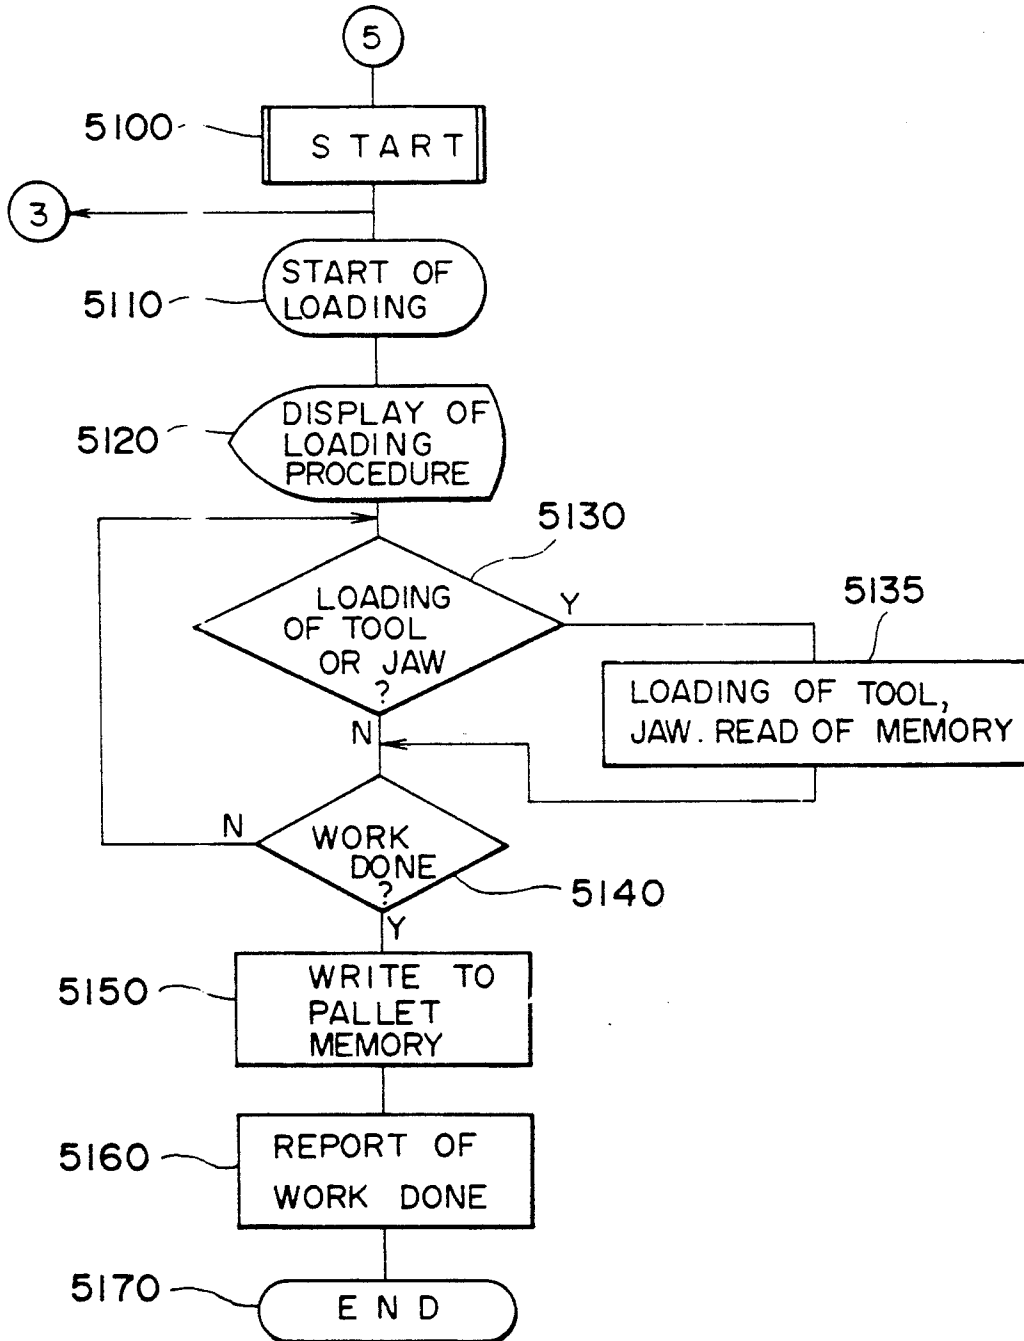 5
5100
START
3
START OF
LOADING
5110
DISPLAY OF
LOADING
PROCEDURE
5120
5130
LOADING
OF TOOL
OR JAW
?
Y
N
5135
LOADING OF TOOL,
JAW. READ OF MEMORY
N
WORK
DONE
?
5140
Y
WRITE TO
PALLET
MEMORY
5150
REPORT OF
WORK DONE
5160
5170
END